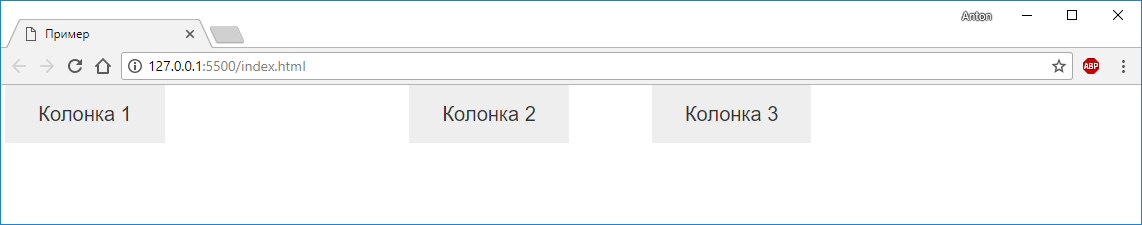 Anton
Пример
127.0.0.1:5500/index.html
ABP
Колонка 1 Колонка 2 Колонка 3